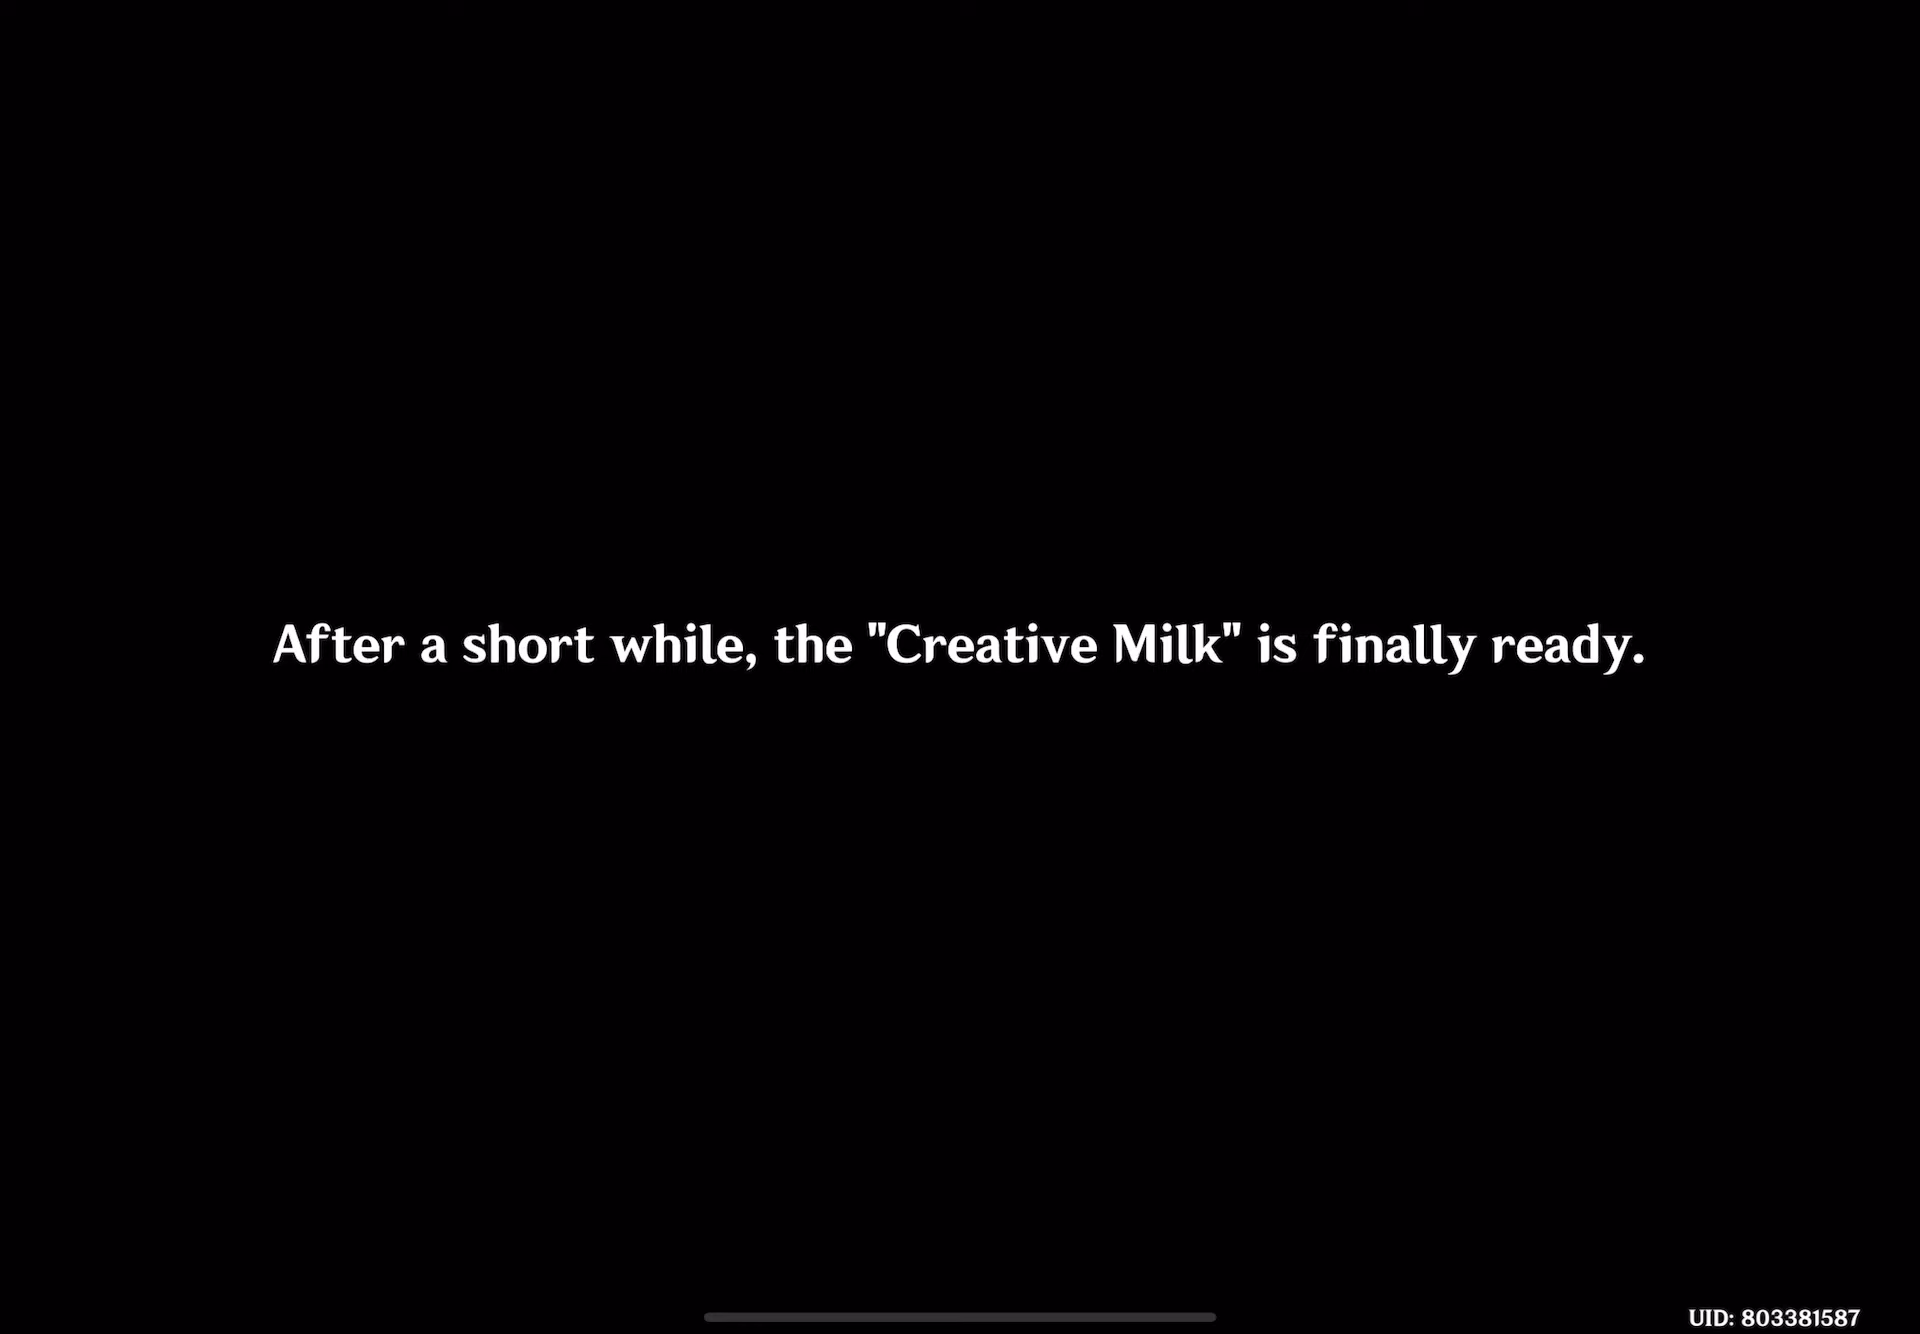 After a short while, the "Creative Milk" is finally ready.
UID: 803381587